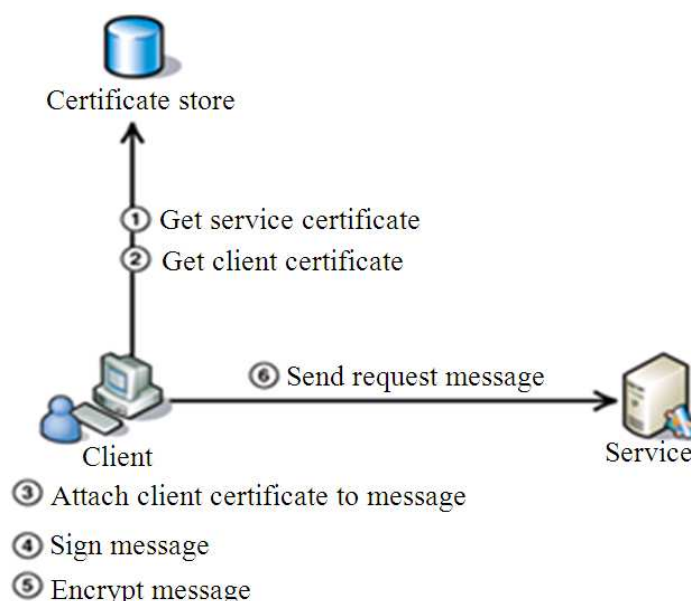 Certificate store
① Get service certificate
② Get client certificate
⑥ Send request message
Client
Service
③ Attach client certificate to message
④ Sign message
⑤ Encrypt message